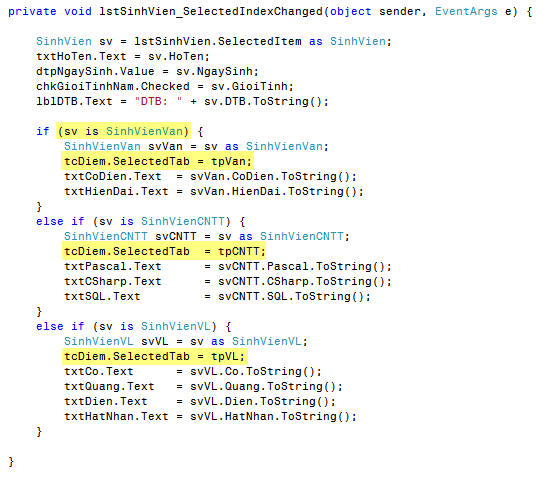 private void lstSinhVien_SelectedIndexChanged(object sender, EventArgs e) {
SinhVien sv = lstSinhVien.SelectedItem as SinhVien;
txtHoTen.Text = sv.HoTen;
dtpNgaySinh.Value = sv.NgaySinh;
chkGioiTinhNam.Checked = sv.GioiTinh;
lblDTB.Text = "DTB: " + sv.DTB.ToString();
if (sv is SinhVienVan) {
SinhVienVan svVan = sv as SinhVienVan;
tcDiem.SelectedTab = tpVan;
txtCoDien.Text  = svVan.CoDien.ToString();
txtHienDai.Text = svVan.HienDai.ToString();
}
else if (sv is SinhVienCNTT) {
SinhVienCNTT svCNTT = sv as SinhVienCNTT;
tcDiem.SelectedTab  = tpCNTT;
txtPascal.Text      = svCNTT.Pascal.ToString();
txtCSharp.Text      = svCNTT.CSharp.ToString();
txtSQL.Text         = svCNTT.SQL.ToString();
}
else if (sv is SinhVienVL) {
SinhVienVL svVL = sv as SinhVienVL;
tcDiem.SelectedTab = tpVL;
txtCo.Text      = svVL.Co.ToString();
txtQuang.Text   = svVL.Quang.ToString();
txtDien.Text    = svVL.Dien.ToString();
txtHatNhan.Text = svVL.HatNhan.ToString();
}
}